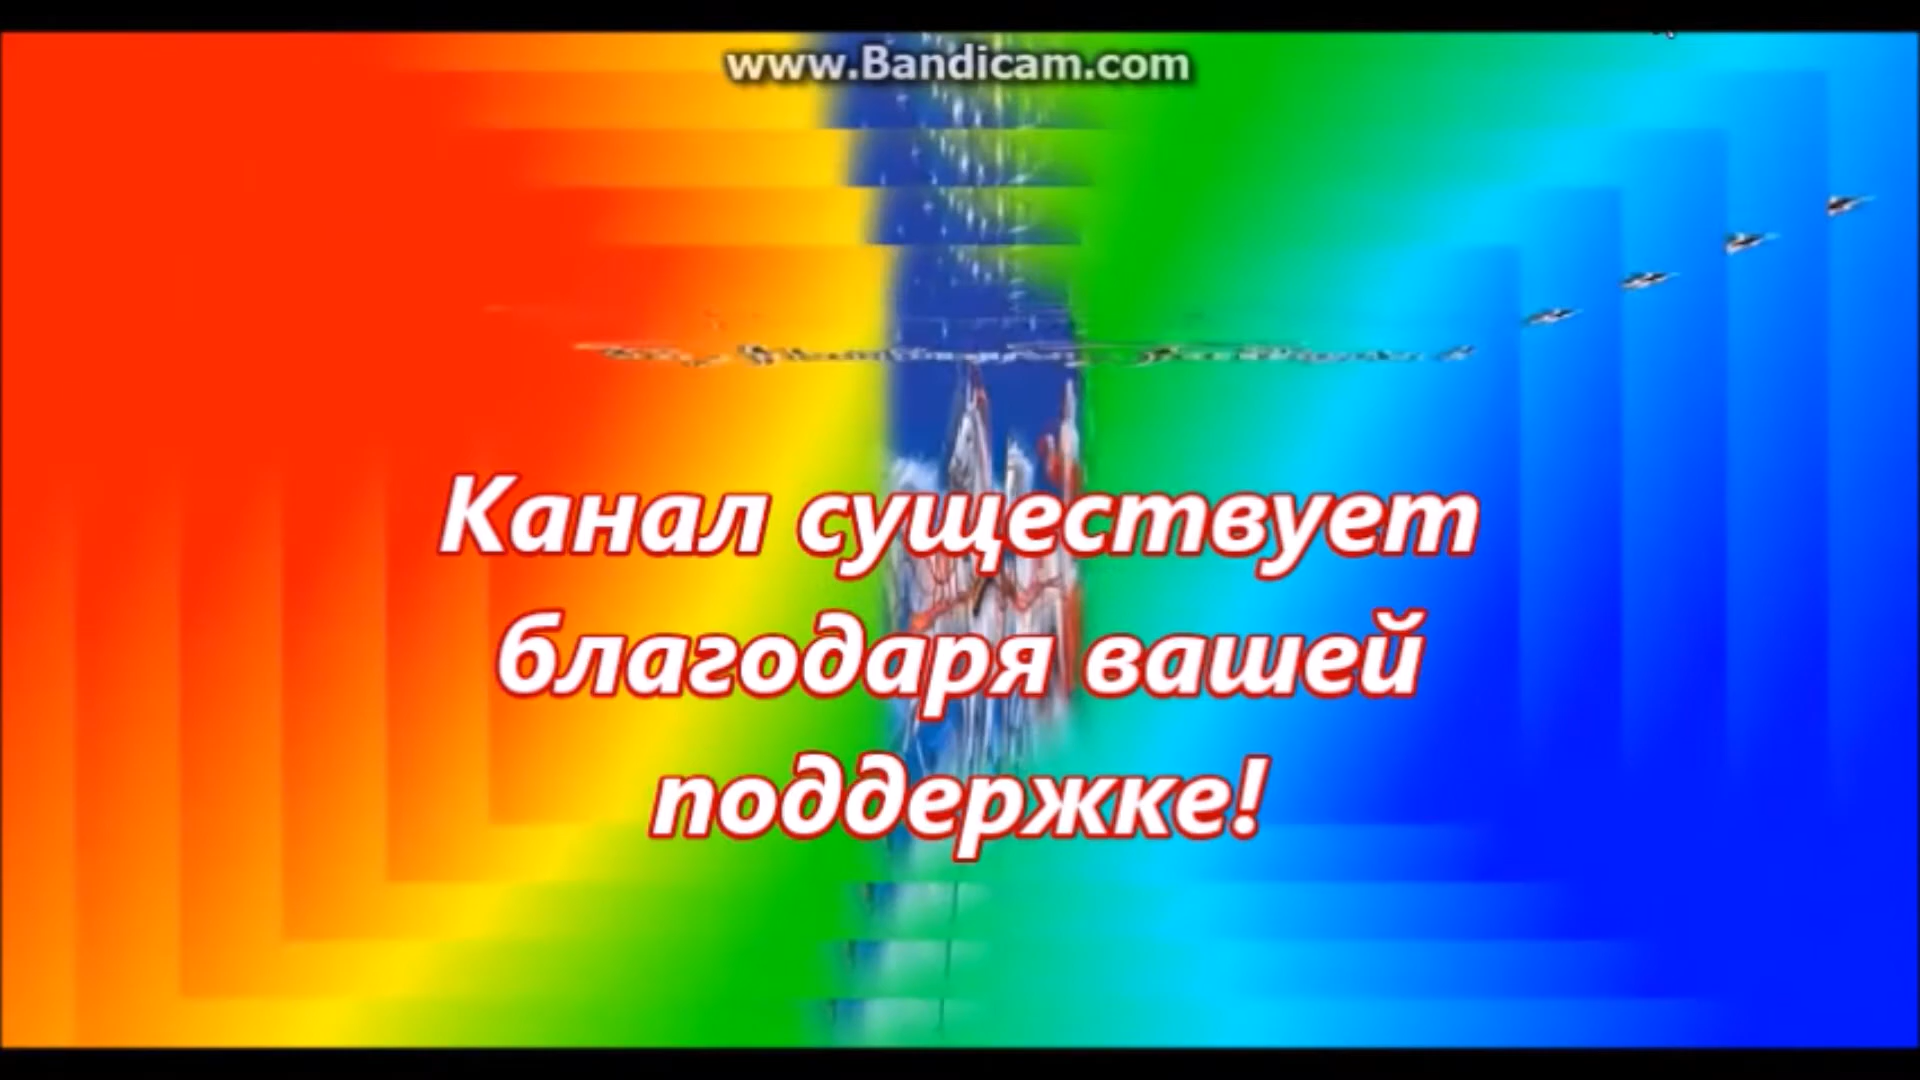 www.Bandicam.com
Канал существует
благодаря вашей
поддержке!